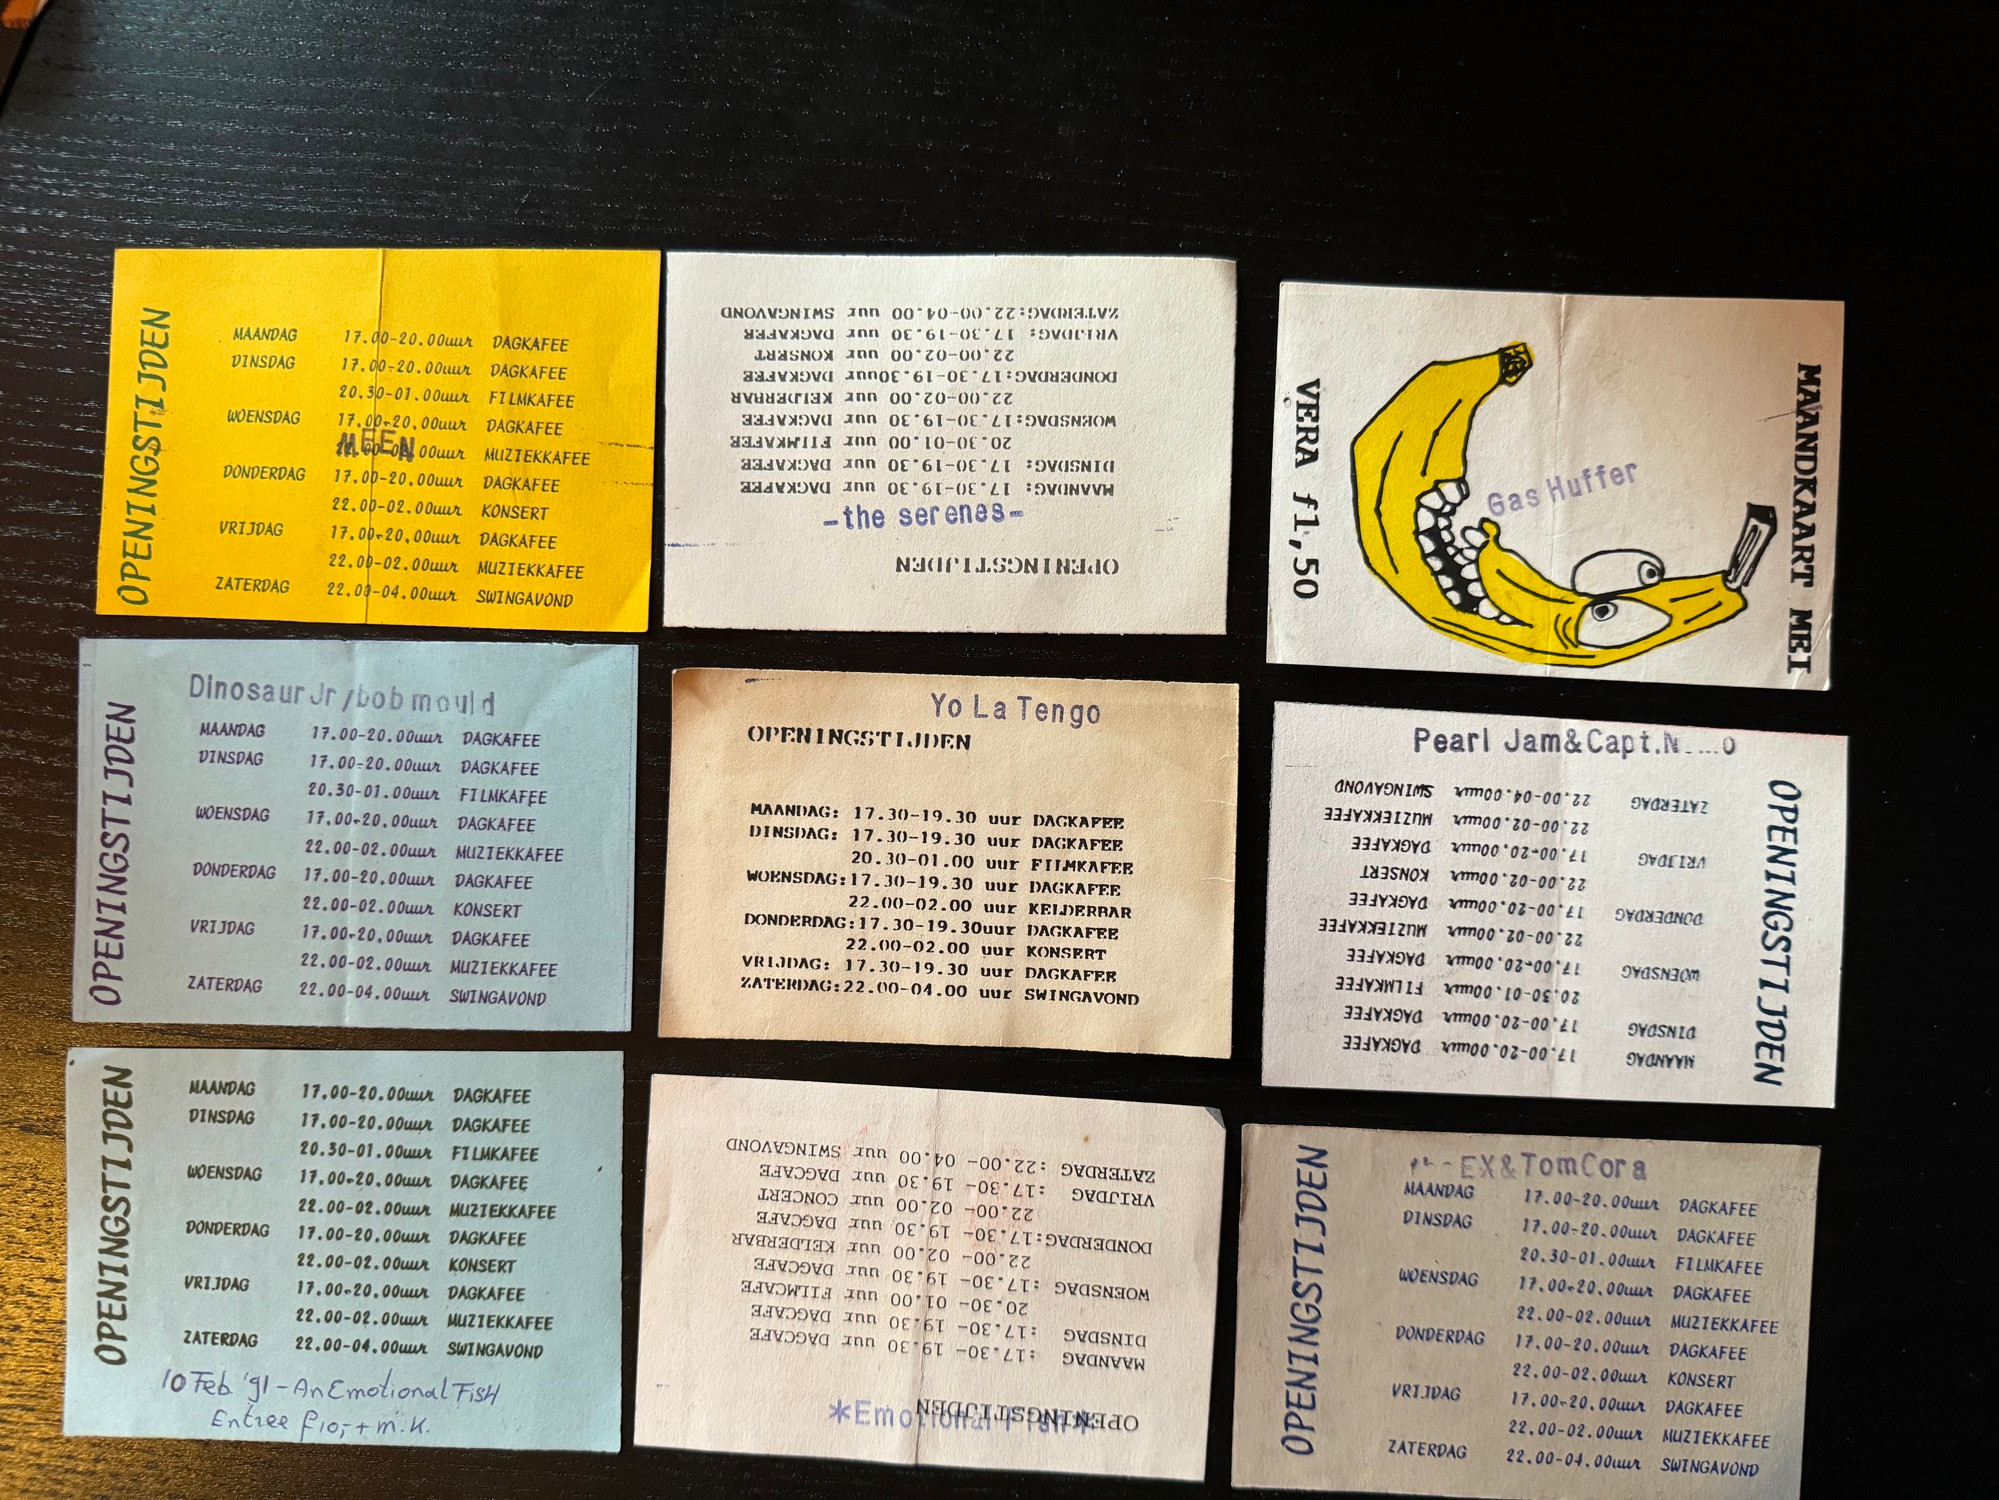 OPENINGSTIJDEN
MAANDAG 17.00-20.00uur DAGKAFEE
DINSDAG 17.00-20.00uur DAGKAFEE
20.30-01.00uur FILMKAFEE
WOENSDAG 17.00-20.00uur DAGKAFEE
MEEN
00uur MUZIEKKAFEE
DONDERDAG 17.00-20.00uur DAGKAFEE
22.00-02.00uur KONSERT
VRIJDAG 17.00-20.00uur DAGKAFEE
22.00-02.00uur MUZIEKKAFEE
ZATERDAG 22.00-04.00uur SWINGAVOND
OPENINGSTIJDEN
-the serenes-
MAANDAG: 17.30-19.30 uur DAGKAFEE
DINSDAG: 17.30-19.30 uur DAGKAFEE
20.30-01.00 uur FILMKAFEE
WOENSDAG:17.30-19.30 uur DAGKAFEE
22.00-02.00 uur KELDERBAR
DONDERDAG:17.30-19.30uur DAGKAFEE
22.00-02.00 uur KONSERT
VRIJDAG: 17.30-19.30 uur DAGKAFEE
ZATERDAG:22.00-04.00 uur SWINGAVOND
MAANDKAART MEI
Gas Huffer
VERA f1,50
Dinosaur Jr/bob mould
OPENINGSTIJDEN
MAANDAG 17.00-20.00uur DAGKAFEE
DINSDAG 17.00-20.00uur DAGKAFEE
20.30-01.00uur FILMKAFEE
WOENSDAG 17.00-20.00uur DAGKAFEE
22.00-02.00uur MUZIEKKAFEE
DONDERDAG 17.00-20.00uur DAGKAFEE
22.00-02.00uur KONSERT
VRIJDAG 17.00-20.00uur DAGKAFEE
22.00-02.00uur MUZIEKKAFEE
ZATERDAG 22.00-04.00uur SWINGAVOND
Yo La Tengo
OPENINGSTIJDEN
MAANDAG: 17.30-19.30 uur DAGKAFEE
DINSDAG: 17.30-19.30 uur DAGKAFEE
20.30-01.00 uur FILMKAFEE
WOENSDAG:17.30-19.30 uur DAGKAFEE
22.00-02.00 uur KELDERBAR
DONDERDAG:17.30-19.30uur DAGKAFEE
22.00-02.00 uur KONSERT
VRIJDAG: 17.30-19.30 uur DAGKAFEE
ZATERDAG:22.00-04.00 uur SWINGAVOND
Pearl Jam&Capt.
OPENINGSTIJDEN
MAANDAG 17.00-20.00uur DAGKAFEE
DINSDAG 17.00-20.00uur DAGKAFEE
20.30-01.00uur FILMKAFEE
WOENSDAG 17.00-20.00uur DAGKAFEE
22.00-02.00uur MUZIEKKAFEE
DONDERDAG 17.00-20.00uur DAGKAFEE
22.00-02.00uur KONSERT
VRIJDAG 17.00-20.00uur DAGKAFEE
22.00-02.00uur MUZIEKKAFEE
ZATERDAG 22.00-04.00uur SWINGAVOND
OPENINGSTIJDEN
MAANDAG 17.00-20.00uur DAGKAFEE
DINSDAG 17.00-20.00uur DAGKAFEE
20.30-01.00uur FILMKAFEE
WOENSDAG 17.00-20.00uur DAGKAFEE
22.00-02.00uur MUZIEKKAFEE
DONDERDAG 17.00-20.00uur DAGKAFEE
22.00-02.00uur KONSERT
VRIJDAG 17.00-20.00uur DAGKAFEE
22.00-02.00uur MUZIEKKAFEE
ZATERDAG 22.00-04.00uur SWINGAVOND
10 Feb '91 - An Emotional Fish
Entree f10,- + m.k.
OPENINGSTIJDEN
*Emotional Fish*
MAANDAG :17.30- 19.30 uur DAGCAFE
DINSDAG :17.30- 19.30 uur DAGCAFE
20.30- 01.00 uur FILMCAFE
WOENSDAG :17.30- 19.30 uur DAGCAFE
22.00- 02.00 uur KELDERBAR
DONDERDAG:17.30- 19.30 uur DAGCAFE
22.00- 02.00 uur CONCERT
VRIJDAG :17.30- 19.30 uur DAGCAFE
ZATERDAG :22.00- 04.00 uur SWINGAVOND
EX&TomCora
OPENINGSTIJDEN
MAANDAG 17.00-20.00uur DAGKAFEE
DINSDAG 17.00-20.00uur DAGKAFEE
20.30-01.00uur FILMKAFEE
WOENSDAG 17.00-20.00uur DAGKAFEE
22.00-02.00uur MUZIEKKAFEE
DONDERDAG 17.00-20.00uur DAGKAFEE
22.00-02.00uur KONSERT
VRIJDAG 17.00-20.00uur DAGKAFEE
22.00-02.00uur MUZIEKKAFEE
ZATERDAG 22.00-04.00uur SWINGAVOND